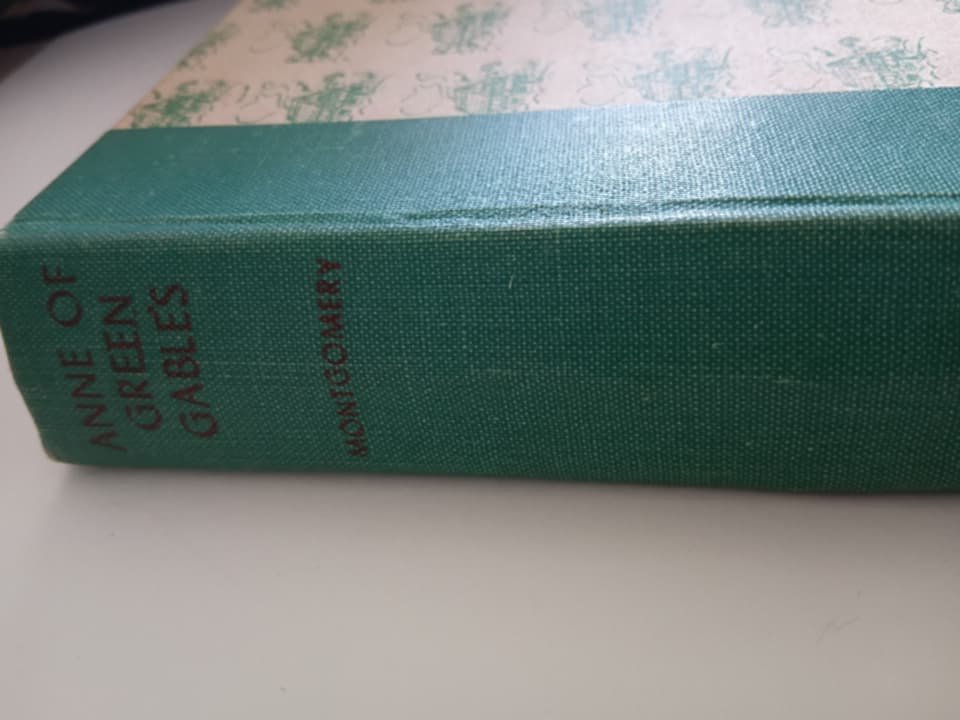 ANNE OF
GREEN
GABLES
MONTGOMERY